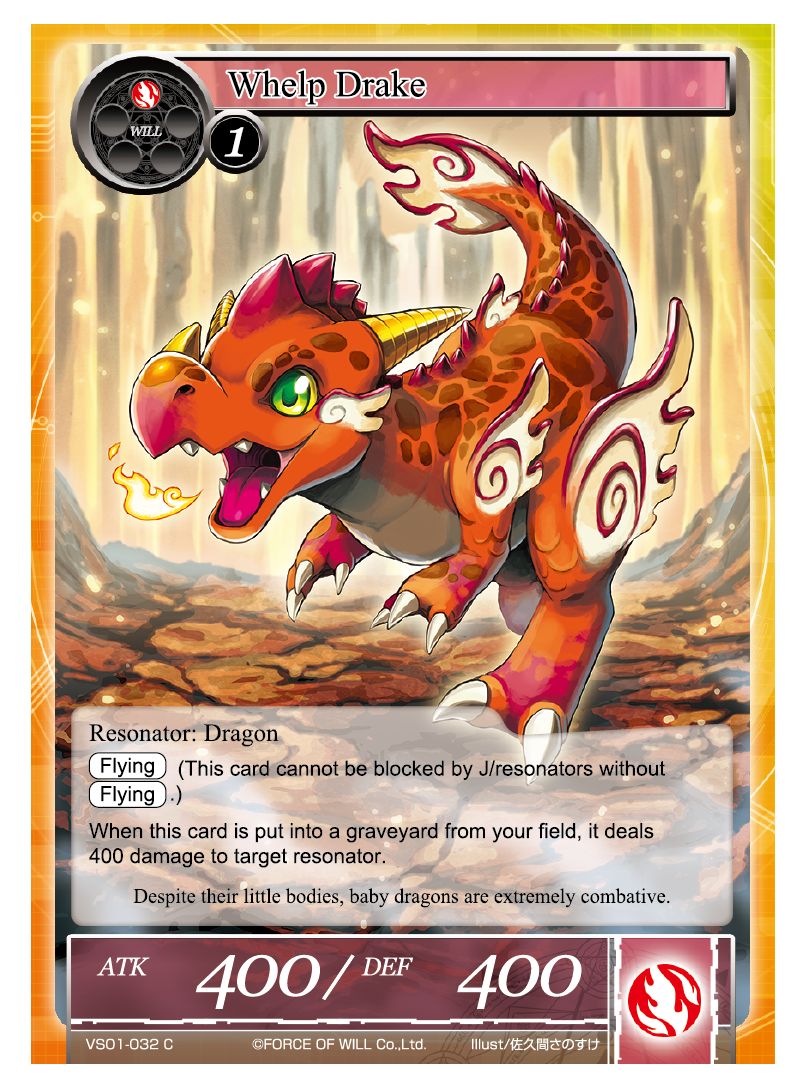 Whelp Drake
WILL
1
Resonator: Dragon
Flying (This card cannot be blocked by J/resonators without
Flying.)
When this card is put into a graveyard from your field, it deals
400 damage to target resonator.
Despite their little bodies, baby dragons are extremely combative.
ATK 400 / DEF 400
VS01-032 C ©FORCE OF WILL Co.,Ltd. Illust/佐久間さのすけ